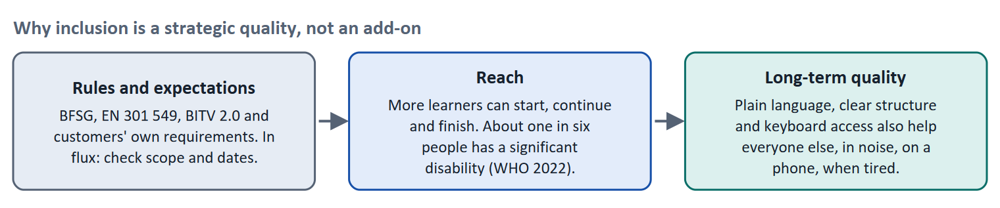 Why inclusion is a strategic quality, not an add-on
Rules and expectations
BFSG, EN 301 549, BITV 2.0 and
customers' own requirements. In
flux: check scope and dates.
Reach
More learners can start, continue
and finish. About one in six
people has a significant
disability (WHO 2022).
Long-term quality
Plain language, clear structure
and keyboard access also help
everyone else, in noise, on a
phone, when tired.